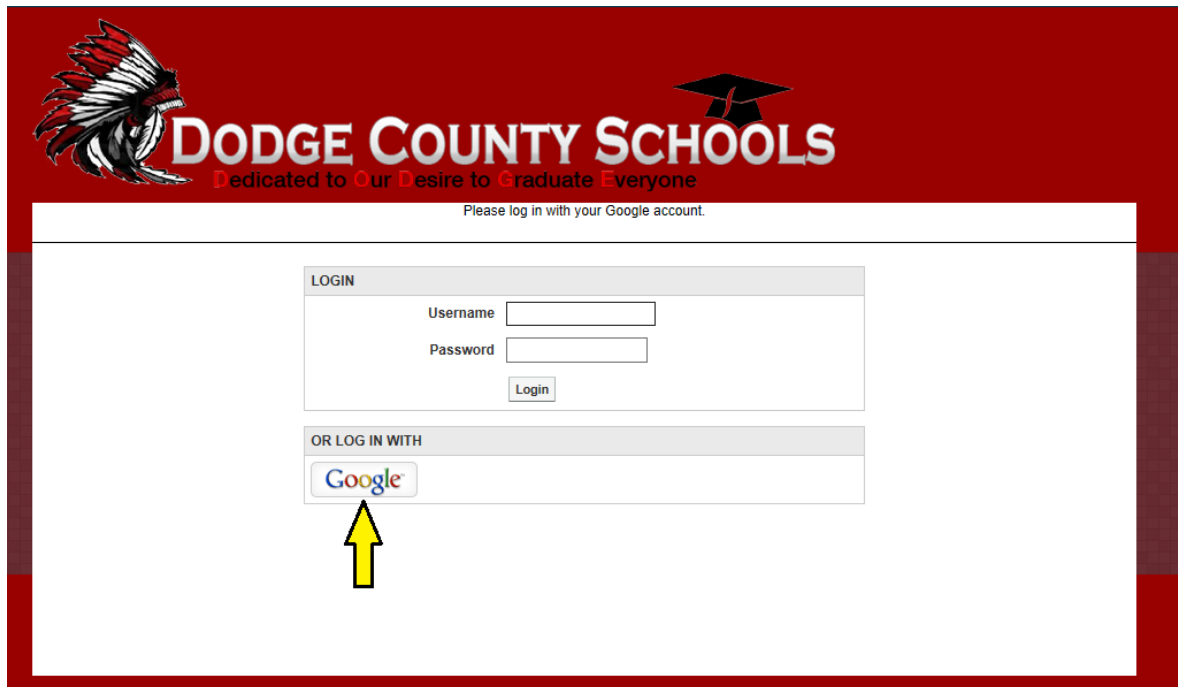 DODGE COUNTY SCHOOLS
Dedicated to Our Desire to Graduate Everyone
Please log in with your Google account.
LOGIN
Username
Password
Login
OR LOG IN WITH
Google™